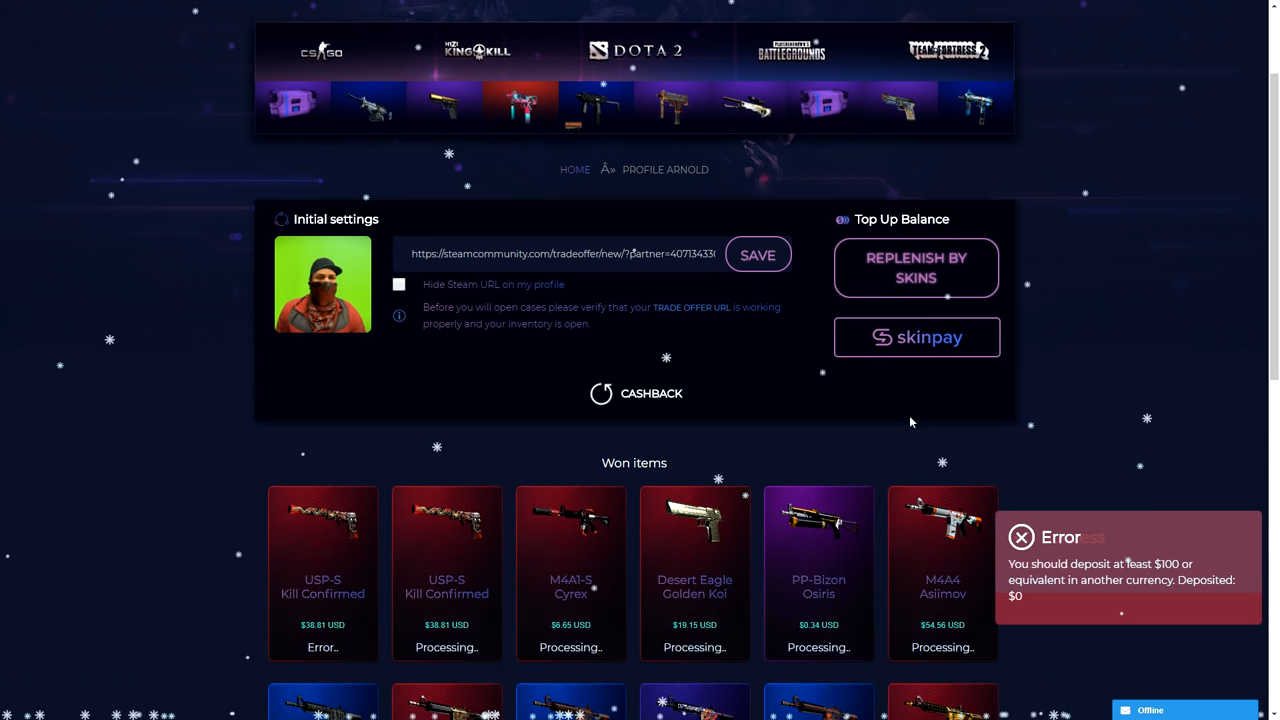 CS GO
H1Z1
KING KILL
DOTA 2
PLAYERUNKNOWN'S
BATTLEGROUNDS
TEAM FORTRESS 2
HOME Â» PROFILE ARNOLD
Initial settings
Top Up Balance
https://steamcommunity.com/tradeoffer/new/?partner=40713433(
SAVE
REPLENISH BY
SKINS
Hide Steam URL on my profile
Before you will open cases please verify that your TRADE OFFER URL is working
properly and your inventory is open.
skinpay
CASHBACK
Won items
USP-S
Kill Confirmed
$38.81 USD
Error..
USP-S
Kill Confirmed
$38.81 USD
Processing..
M4A1-S
Cyrex
$6.65 USD
Processing..
Desert Eagle
Golden Koi
$19.15 USD
Processing..
PP-Bizon
Osiris
$0.34 USD
Processing..
M4A4
Asiimov
$54.56 USD
Processing..
Error
You should deposit at least $100 or
equivalent in another currency. Deposited:
$0
Offline